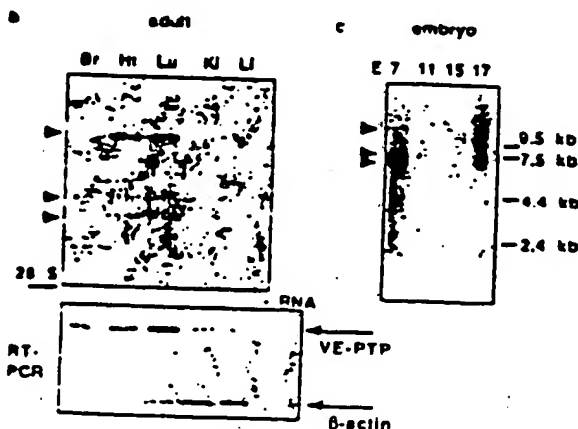 a adult c embryo
Br Ht Lu Ki Li E 7 11 15 17
9.5 kb
7.5 kb
4.4 kb
2.4 kb
28 S
RNA
RT-
PCR
VE-PTP
β-actin